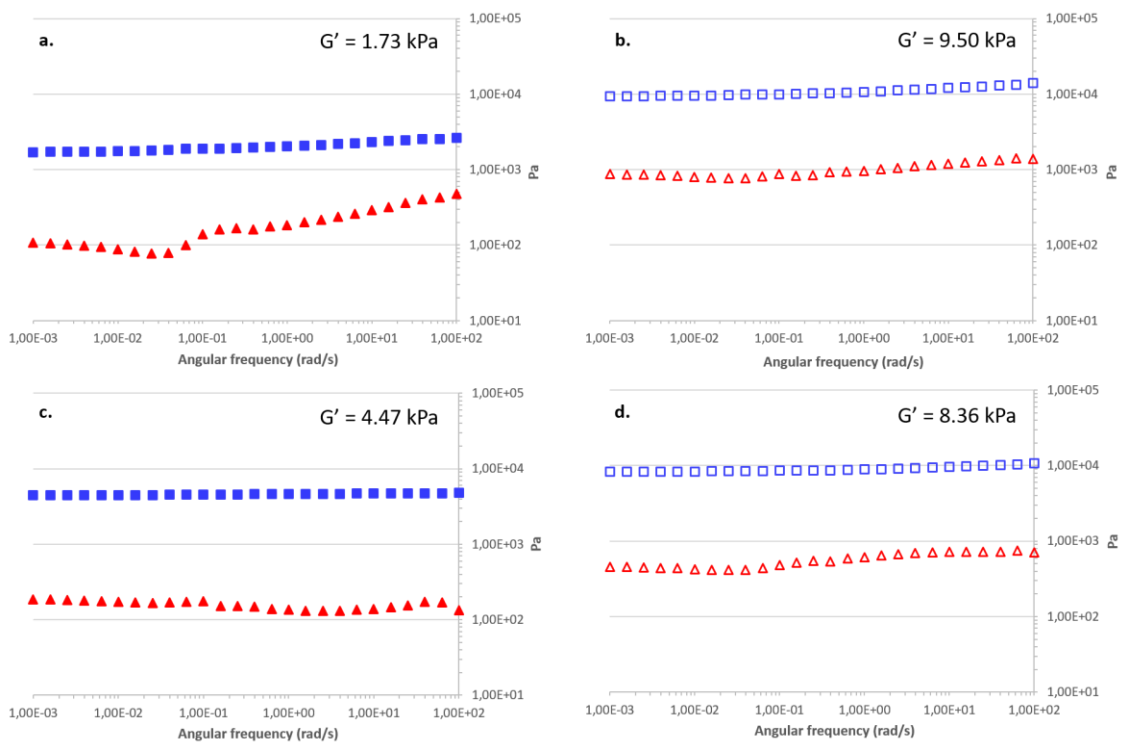 a.
G' = 1.73 kPa
1,00E+05
1,00E+04
1,00E+03
1,00E+02
1,00E+01
Pa
1,00E-03 1,00E-02 1,00E-01 1,00E+00 1,00E+01 1,00E+02
Angular frequency (rad/s)
b.
G' = 9.50 kPa
1,00E+05
1,00E+04
1,00E+03
1,00E+02
1,00E+01
Pa
1,00E-03 1,00E-02 1,00E-01 1,00E+00 1,00E+01 1,00E+02
Angular frequency (rad/s)
c.
G' = 4.47 kPa
1,00E+05
1,00E+04
1,00E+03
1,00E+02
1,00E+01
Pa
1,00E-03 1,00E-02 1,00E-01 1,00E+00 1,00E+01 1,00E+02
Angular frequency (rad/s)
d.
G' = 8.36 kPa
1,00E+05
1,00E+04
1,00E+03
1,00E+02
1,00E+01
Pa
1,00E-03 1,00E-02 1,00E-01 1,00E+00 1,00E+01 1,00E+02
Angular frequency (rad/s)